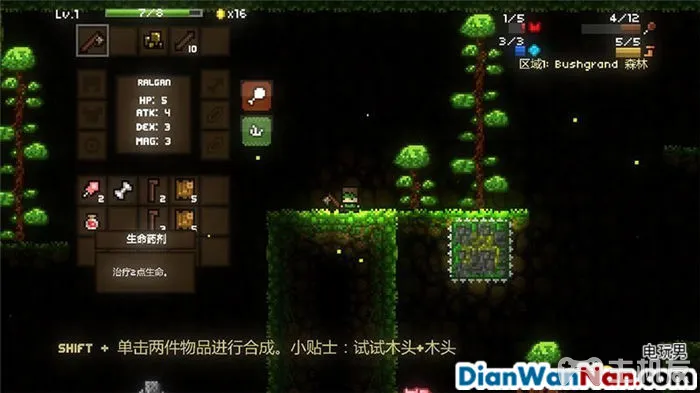 Lv.1
7/8
×16
10
RALGAN
HP: 5
ATK: 4
DEX: 3
MAG: 3
2
2
5
3
5
生命药剂
治疗2点生命。
1/5
4/12
3/3
5/5
区域1: Bushgrand 森林
SHIFT + 单击两件物品进行合成。小贴士：试试木头+木头
电玩男
DianWanNan.com